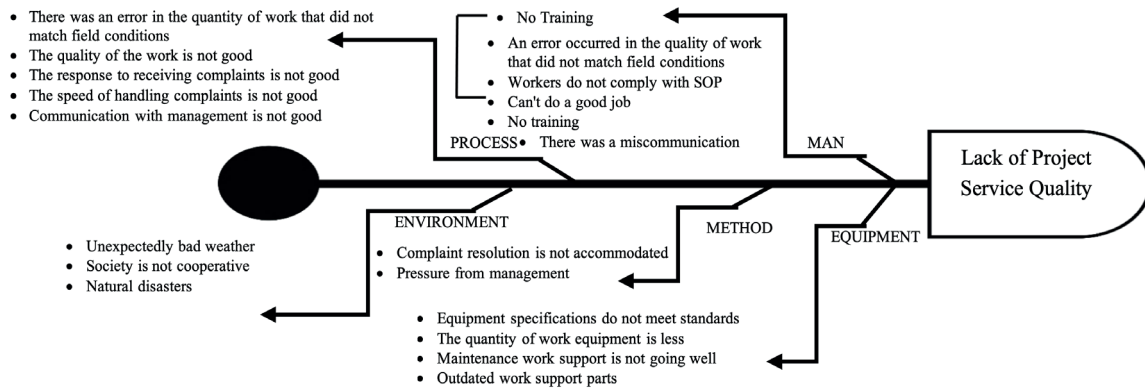 • There was an error in the quantity of work that did not
match field conditions
• The quality of the work is not good
• The response to receiving complaints is not good
• The speed of handling complaints is not good
• Communication with management is not good
• No Training
• An error occurred in the quality of work
that did not match field conditions
• Workers do not comply with SOP
• Can't do a good job
• No training
• There was a miscommunication
PROCESS
MAN
Lack of Project
Service Quality
ENVIRONMENT
METHOD
EQUIPMENT
• Unexpectedly bad weather
• Society is not cooperative
• Natural disasters
• Complaint resolution is not accommodated
• Pressure from management
• Equipment specifications do not meet standards
• The quantity of work equipment is less
• Maintenance work support is not going well
• Outdated work support parts